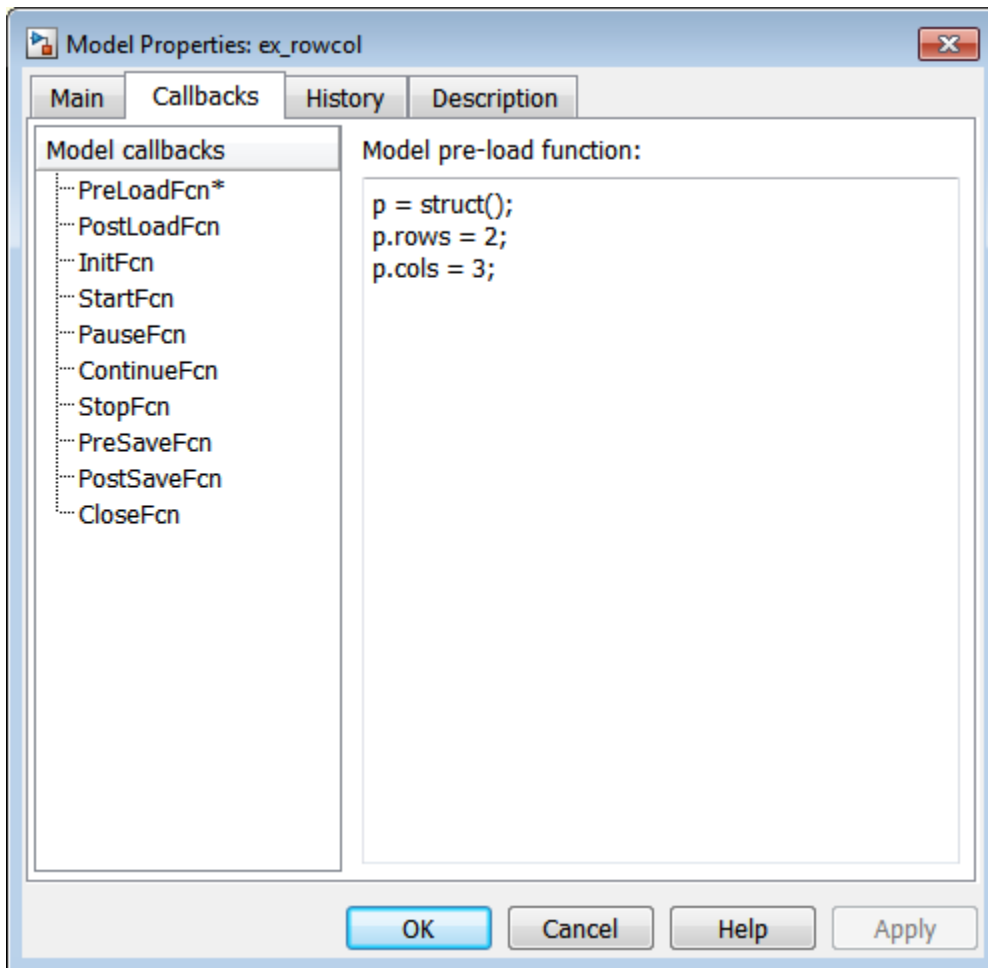 Model Properties: ex_rowcol
Main Callbacks History Description
Model callbacks
PreLoadFcn*
PostLoadFcn
InitFcn
StartFcn
PauseFcn
ContinueFcn
StopFcn
PreSaveFcn
PostSaveFcn
CloseFcn
Model pre-load function:
p = struct();
p.rows = 2;
p.cols = 3;
OK Cancel Help Apply